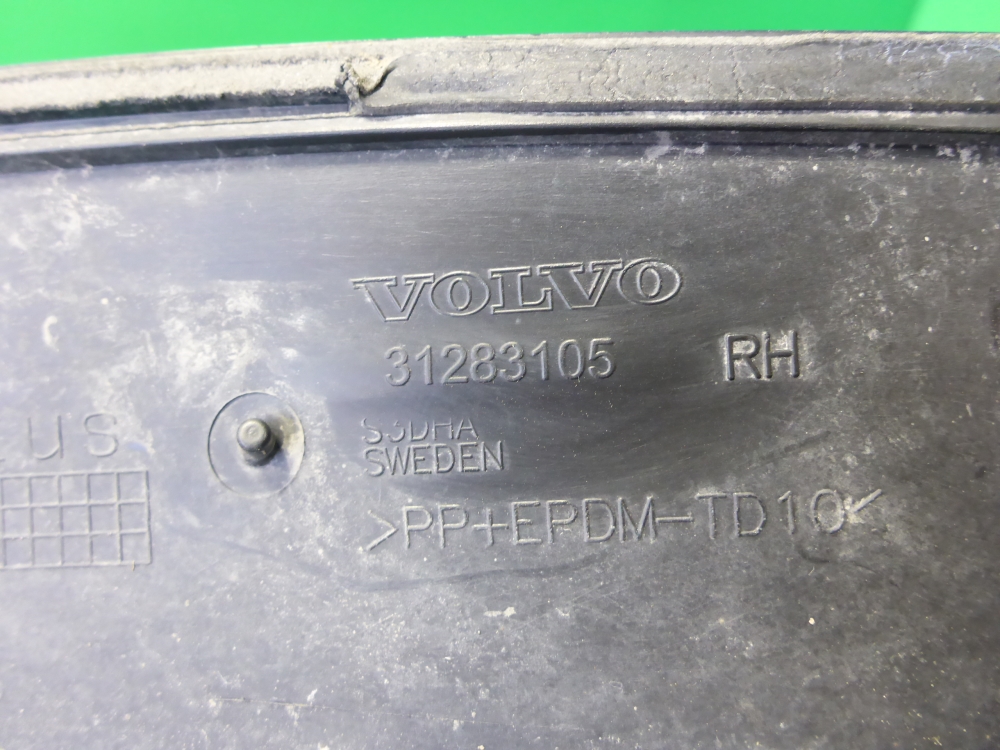 VOLVO
31283105 RH
SWEDEN
>PP+EPDM-TD10<